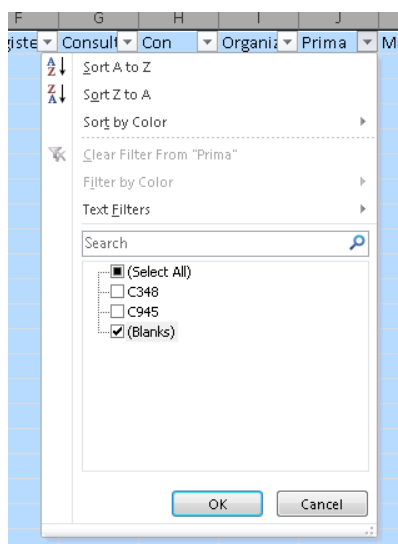 F G H I J
giste Consult Con Organiz Prima M
Sort A to Z
Sort Z to A
Sort by Color
Clear Filter From "Prima"
Filter by Color
Text Filters
Search
(Select All)
C348
C945
(Blanks)
OK Cancel